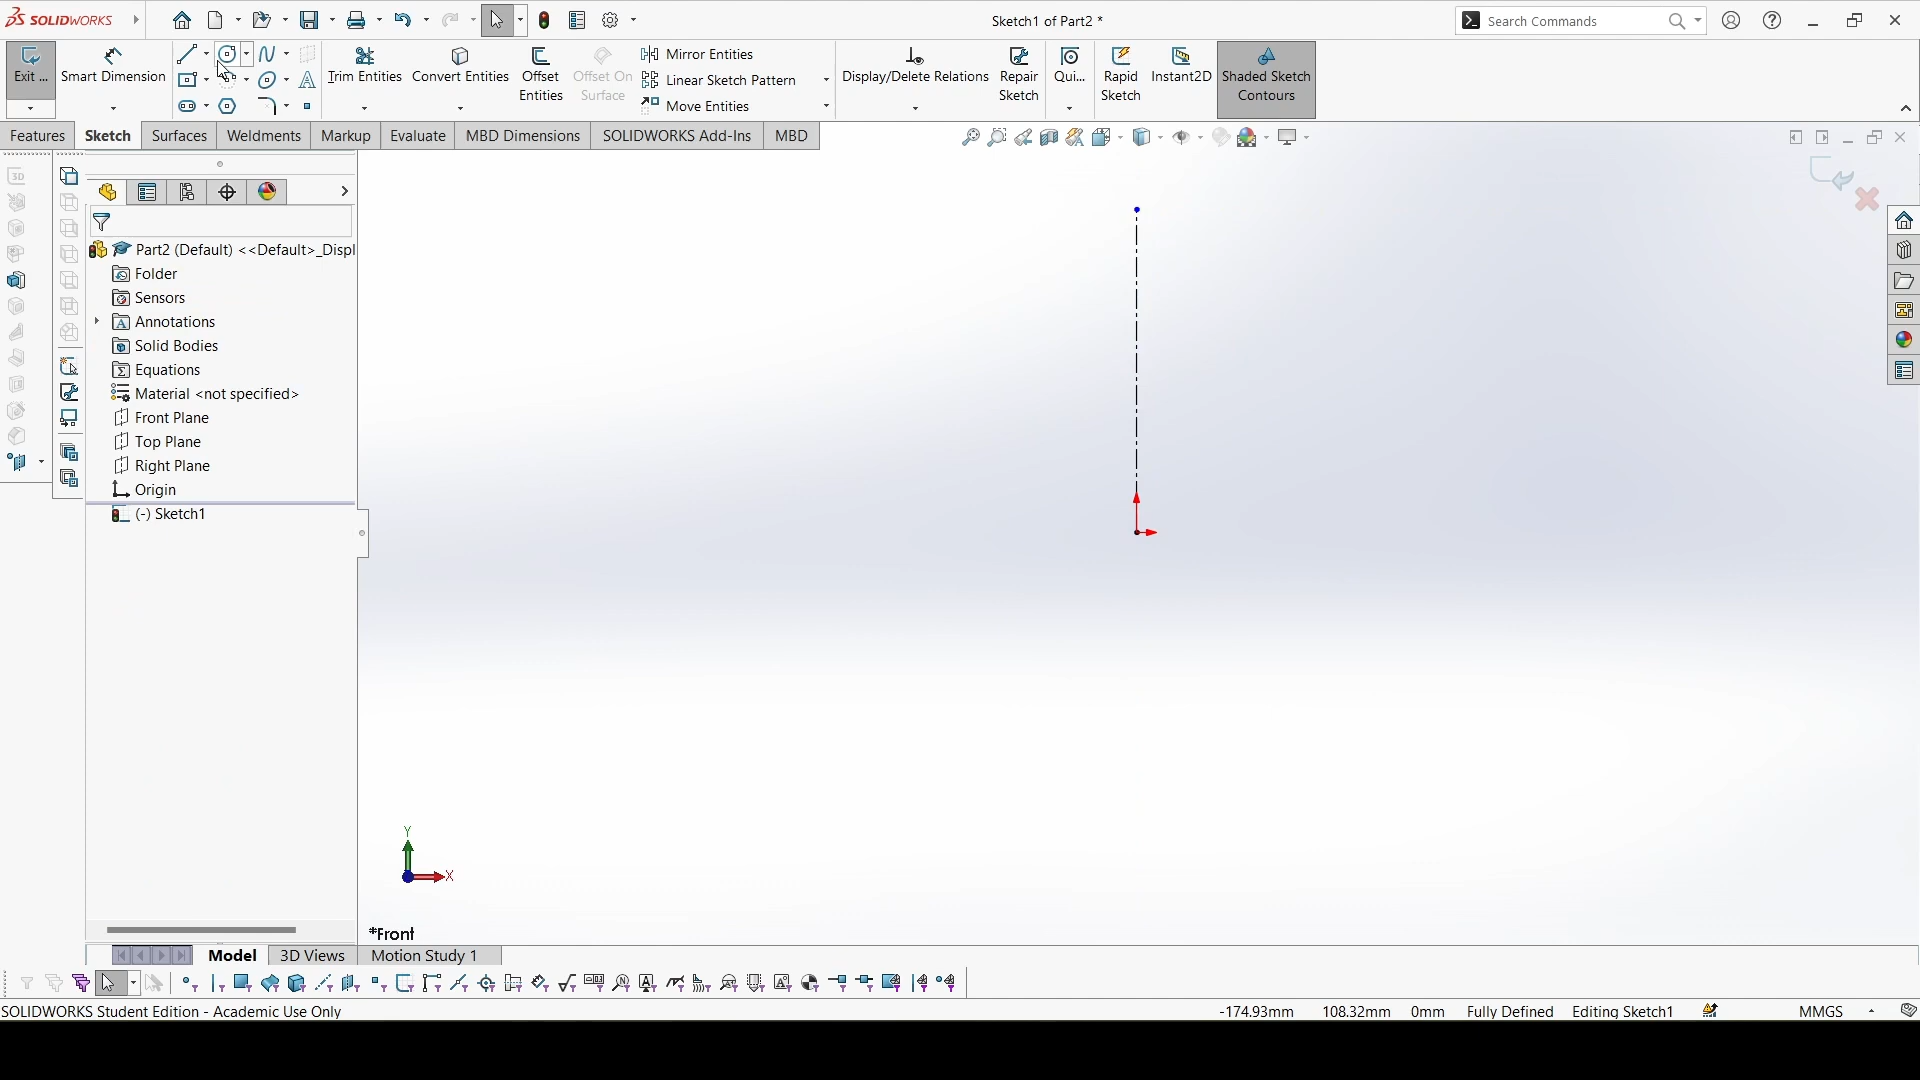 SOLIDWORKS
Sketch1 of Part2 *
Search Commands
Exit ...
Smart Dimension
Trim Entities
Convert Entities
Offset Entities
Offset On Surface
Mirror Entities
Linear Sketch Pattern
Move Entities
Display/Delete Relations
Repair Sketch
Qui...
Rapid Sketch
Instant2D
Shaded Sketch Contours
Features
Sketch
Surfaces
Weldments
Markup
Evaluate
MBD Dimensions
SOLIDWORKS Add-Ins
MBD
3D
Part2 (Default) <<Default>_Displ
Folder
Sensors
Annotations
Solid Bodies
Equations
Material <not specified>
Front Plane
Top Plane
Right Plane
Origin
(-) Sketch1
Y
X
*Front
Model
3D Views
Motion Study 1
SOLIDWORKS Student Edition - Academic Use Only
-174.93mm
108.32mm
0mm
Fully Defined
Editing Sketch1
MMGS